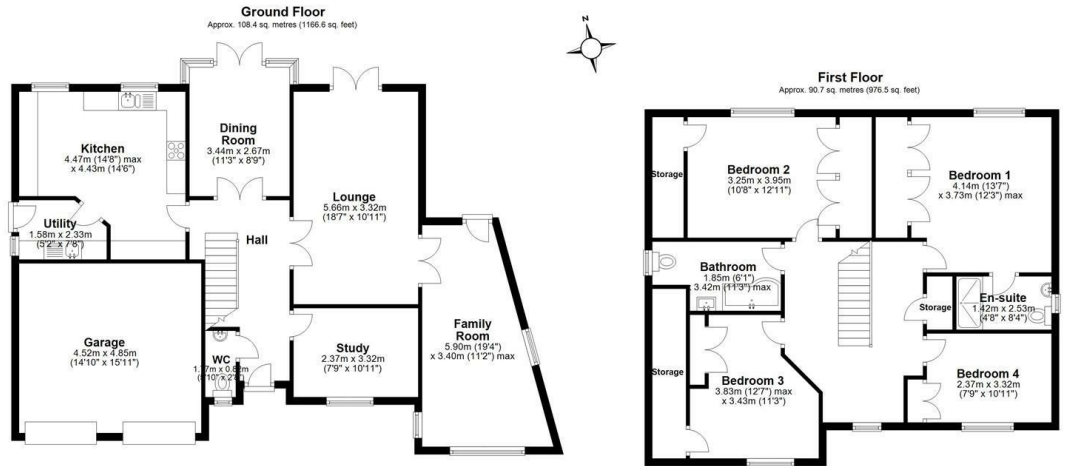 Ground Floor
Approx. 108.4 sq. metres (1166.6 sq. feet)
N
First Floor
Approx. 90.7 sq. metres (976.5 sq. feet)
Kitchen
4.47m (14'8") max
x 4.43m (14'6")
Dining
Room
3.44m x 2.67m
(11'3" x 8'9")
Lounge
5.66m x 3.32m
(18'7" x 10'11")
Utility
1.58m x 2.33m
(5'2" x 7'8")
Hall
Garage
4.52m x 4.85m
(14'10" x 15'11")
WC
Study
2.37m x 3.32m
(7'9" x 10'11")
Family
Room
5.90m (19'4")
x 3.40m (11'2") max
Storage
Bedroom 2
3.25m x 3.95m
(10'8" x 12'11")
Bedroom 1
4.14m (13'7")
x 3.73m (12'3") max
Bathroom
1.85m (6'1")
x 3.42m (11'3") max
Storage
En-suite
1.42m x 2.53m
(4'8" x 8'4")
Storage
Bedroom 3
3.83m (12'7") max
x 3.43m (11'3")
Bedroom 4
2.37m x 3.32m
(7'9" x 10'11")